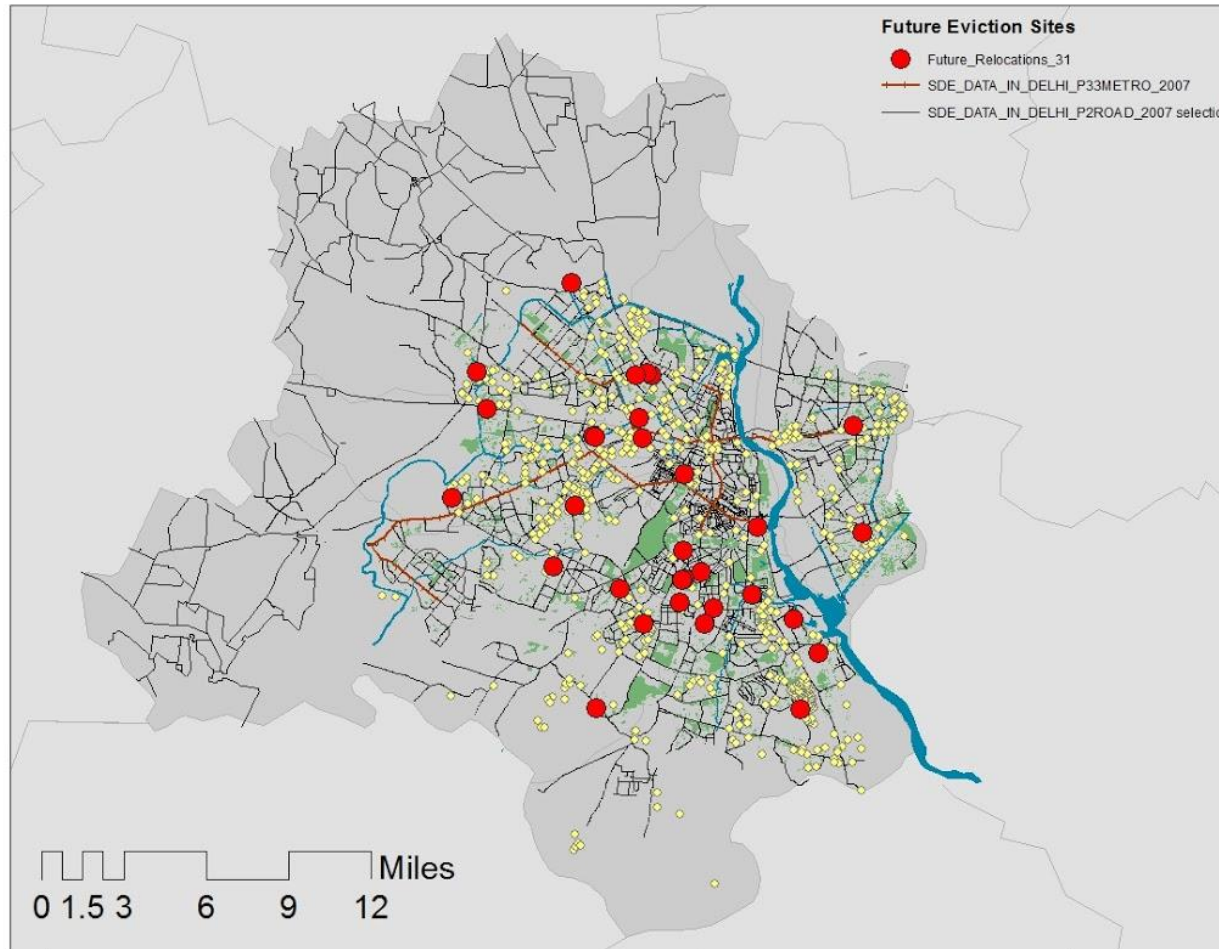 Future Eviction Sites
Future_Relocations_31
SDE_DATA_IN_DELHI_P33METRO_2007
SDE_DATA_IN_DELHI_P2ROAD_2007 selectio
Miles
0 1.5 3 6 9 12